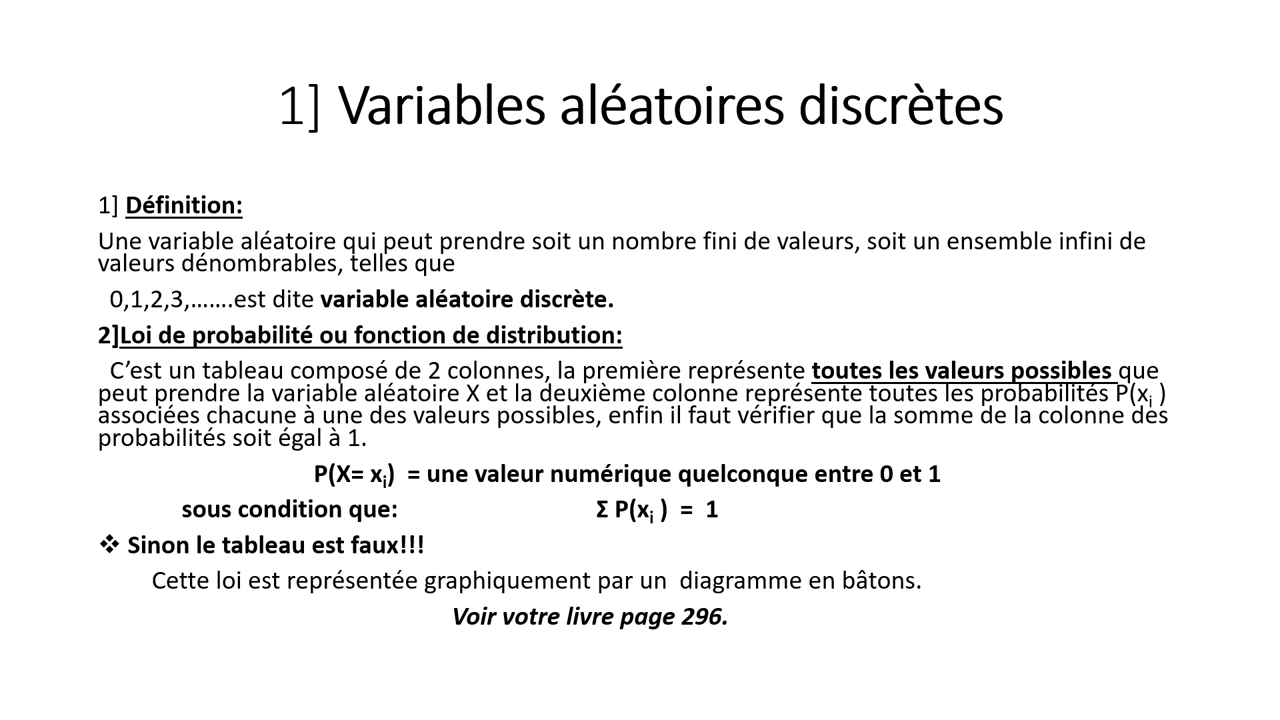 1] Variables aléatoires discrètes
1] Définition:
Une variable aléatoire qui peut prendre soit un nombre fini de valeurs, soit un ensemble infini de
valeurs dénombrables, telles que
0,1,2,3,…….est dite variable aléatoire discrète.
2]Loi de probabilité ou fonction de distribution:
C’est un tableau composé de 2 colonnes, la première représente toutes les valeurs possibles que
peut prendre la variable aléatoire X et la deuxième colonne représente toutes les probabilités P(xi )
associées chacune à une des valeurs possibles, enfin il faut vérifier que la somme de la colonne des
probabilités soit égal à 1.
P(X= xi)  = une valeur numérique quelconque entre 0 et 1
sous condition que: Σ P(xi )  =  1
❖ Sinon le tableau est faux!!!
Cette loi est représentée graphiquement par un  diagramme en bâtons.
Voir votre livre page 296.